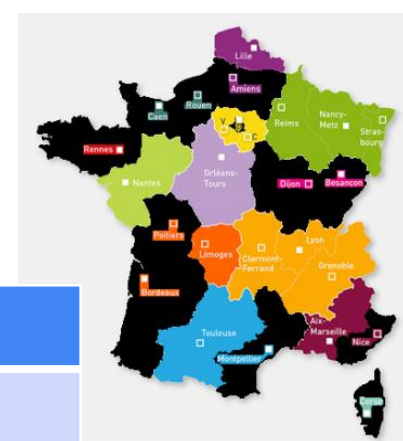 Lille
Amiens
Rouen
Caen
Reims
Nancy-
Metz
Stras-
bourg
V
C
Rennes
Orléans-
Tours
Nantes
Dijon
Besançon
Poitiers
Limoges
Clermont-
Ferrand
Lyon
Grenoble
Bordeaux
Toulouse
Aix-
Marseille
Nice
Montpellier
Corse